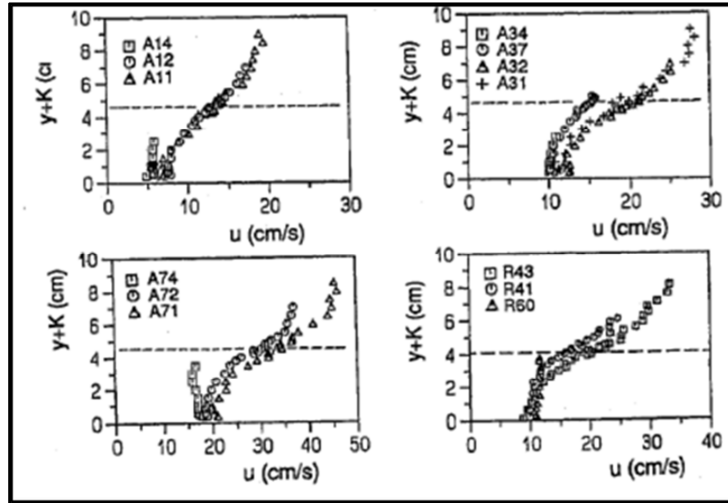 y+K (cı
10
8
6
4
2
0
A14
A12
A11
0 10 20 30
u (cm/s)
y+K (cm)
10
8
6
4
2
0
A34
A37
A32
A31
0 10 20 30
u (cm/s)
y+K (cm)
10
8
6
4
2
0
A74
A72
A71
0 10 20 30 40 50
u (cm/s)
y+K (cm)
10
8
6
4
2
0
R43
R41
R60
0 10 20 30 40
u (cm/s)